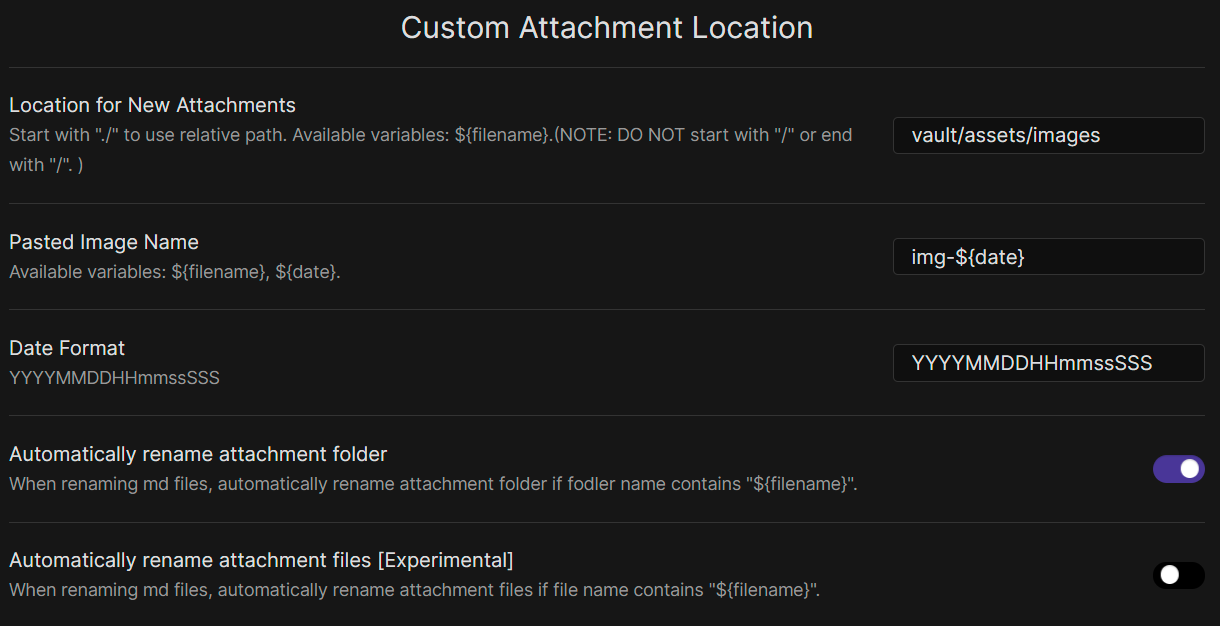 Custom Attachment Location
Location for New Attachments
Start with "./" to use relative path. Available variables: ${filename}.(NOTE: DO NOT start with "/" or end
with "/". )
vault/assets/images
Pasted Image Name
Available variables: ${filename}, ${date}.
img-${date}
Date Format
YYYYMMDDHHmmssSSS
YYYYMMDDHHmmssSSS
Automatically rename attachment folder
When renaming md files, automatically rename attachment folder if fodler name contains "${filename}".
Automatically rename attachment files [Experimental]
When renaming md files, automatically rename attachment files if file name contains "${filename}".